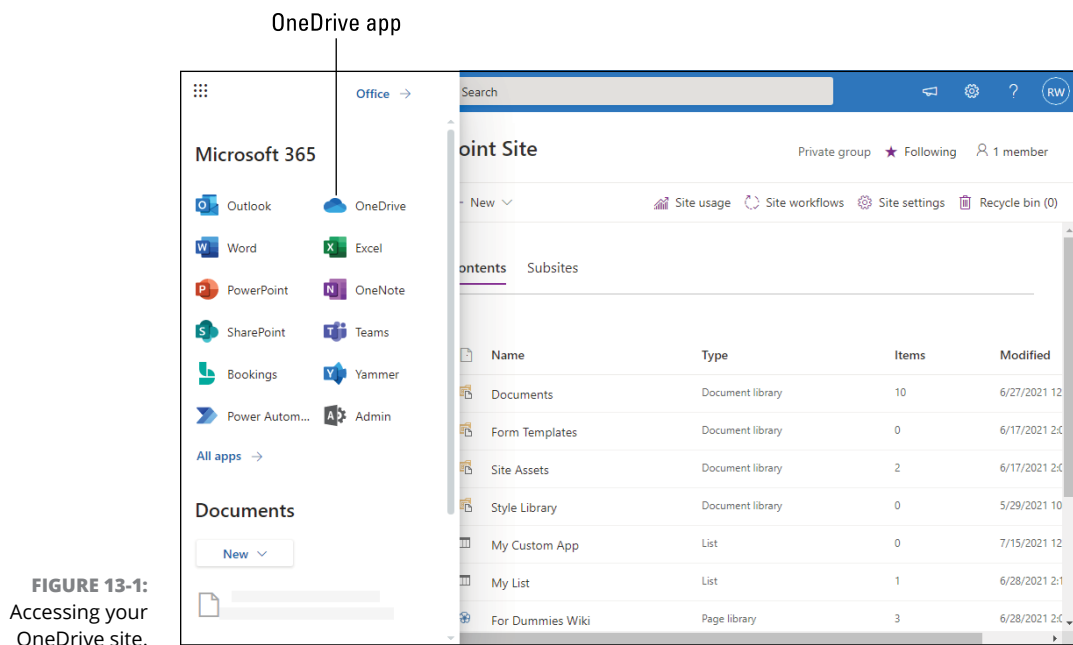 OneDrive app
Office →
Search
RW
Microsoft 365
oint Site
Private group ★ Following 1 member
Outlook OneDrive
New Site usage Site workflows Site settings Recycle bin (0)
Word Excel
ontents Subsites
PowerPoint OneNote
SharePoint Teams
Name Type Items Modified
Bookings Yammer
Documents Document library 10 6/27/2021 12
Power Autom... Admin
Form Templates Document library 0 6/17/2021 2:0
All apps →
Site Assets Document library 2 6/17/2021 2:0
Documents
Style Library Document library 0 5/29/2021 10
New
My Custom App List 0 7/15/2021 12
My List List 1 6/28/2021 2:1
For Dummies Wiki Page library 3 6/28/2021 2:0
FIGURE 13-1:
Accessing your
OneDrive site.